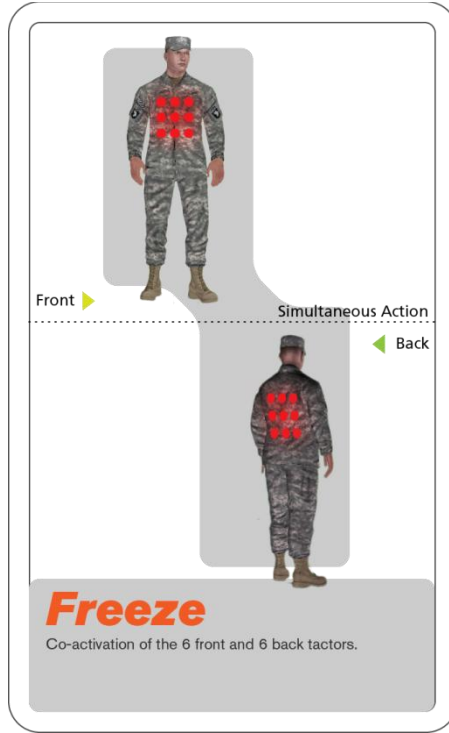 Front
Simultaneous Action
Back
Freeze
Co-activation of the 6 front and 6 back tactors.